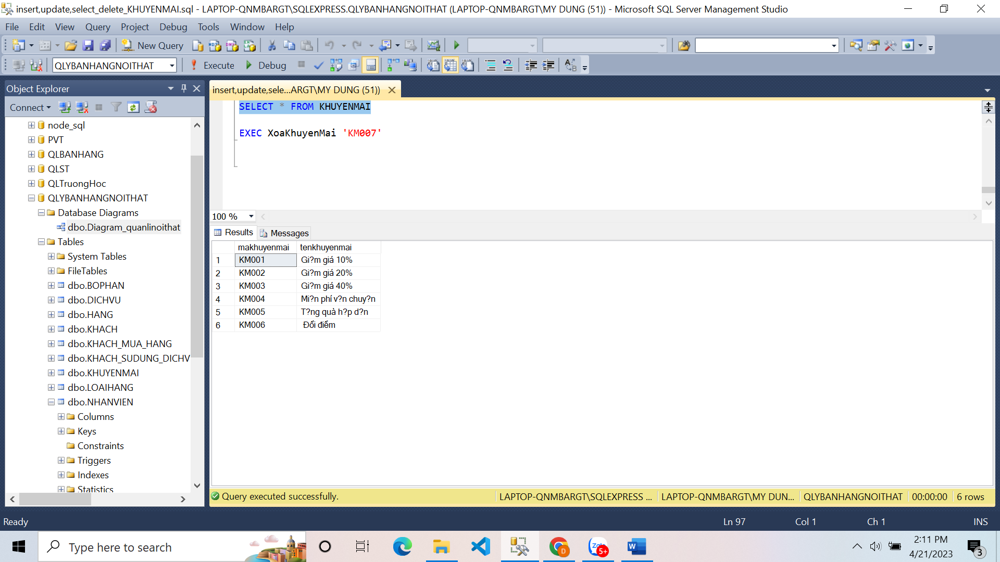 insert,update,select_delete_KHUYENMAI.sql - LAPTOP-QNMBARGT\SQLEXPRESS.QLYBANHANGNOITHAT (LAPTOP-QNMBARGT\MY DUNG (51)) - Microsoft SQL Server Management Studio
File Edit View Query Project Debug Tools Window Help
New Query
QLYBANHANGNOITHAT Execute Debug
Object Explorer
Connect
node_sql
PVT
QLBANHANG
QLST
QLTruongHoc
QLYBANHANGNOITHAT
Database Diagrams
dbo.Diagram_quanlinoithat
Tables
System Tables
FileTables
dbo.BOPHAN
dbo.DICHVU
dbo.HANG
dbo.KHACH
dbo.KHACH_MUA_HANG
dbo.KHACH_SUDUNG_DICHV
dbo.KHUYENMAI
dbo.LOAIHANG
dbo.NHANVIEN
Columns
Keys
Constraints
Triggers
Indexes
Statistics
insert,update,sele...ARGT\MY DUNG (51))
SELECT * FROM KHUYENMAI
EXEC XoaKhuyenMai 'KM007'
100 %
Results Messages
makhuyenmai tenkhuyenmai
1 KM001 Gi?m giá 10%
2 KM002 Gi?m giá 20%
3 KM003 Gi?m giá 40%
4 KM004 Mi?n phí v?n chuy?n
5 KM005 T?ng quà h?p d?n
6 KM006 Đổi điểm
Query executed successfully. LAPTOP-QNMBARGT\SQLEXPRESS ... LAPTOP-QNMBARGT\MY DUN... QLYBANHANGNOITHAT 00:00:00 6 rows
Ready Ln 97 Col 1 Ch 1 INS
Type here to search
Zalo 5+
D
W
2:11 PM
4/21/2023
3